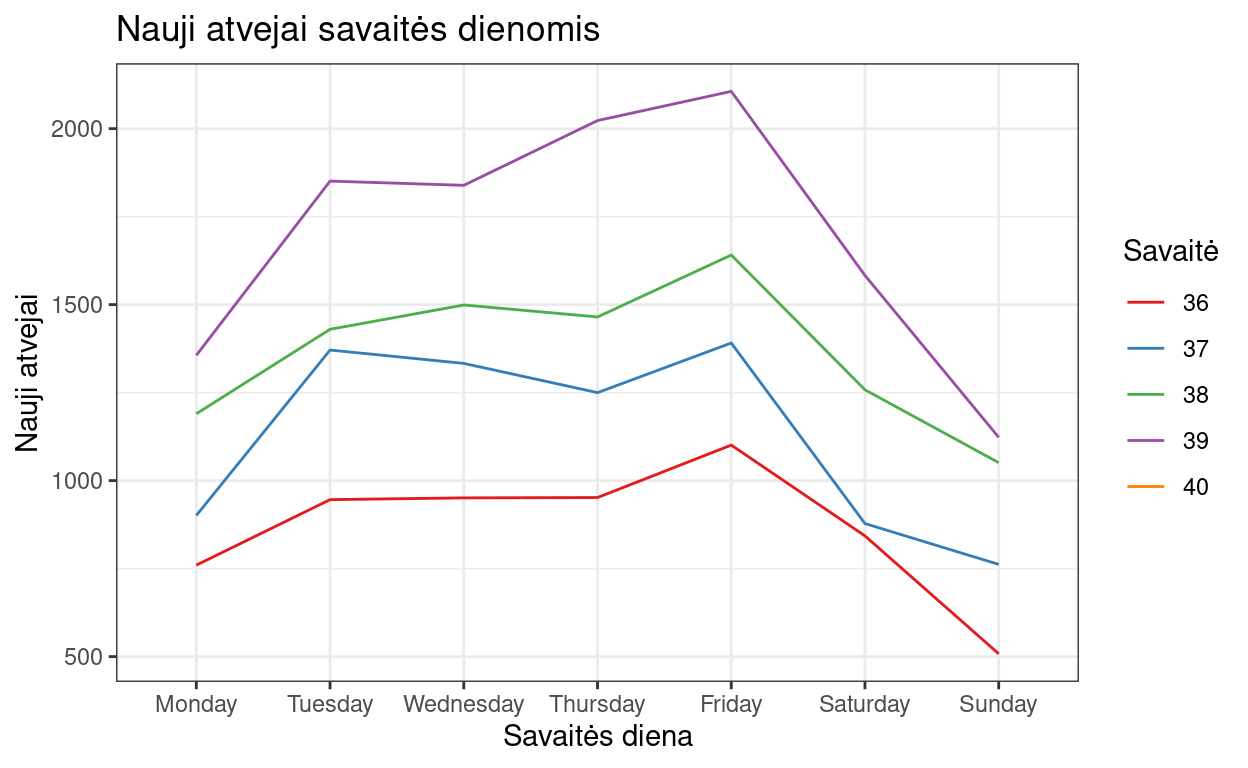 Nauji atvejai savaitės dienomis
Nauji atvejai
2000
1500
1000
500
Monday Tuesday Wednesday Thursday Friday Saturday Sunday
Savaitės diena
Savaitė
36
37
38
39
40